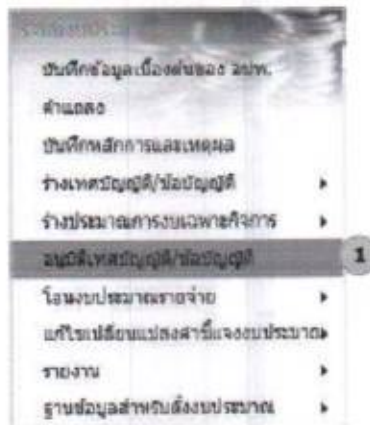 บันทึกข้อมูลเบื้องต้นของ อปท.
คำแถลง
บันทึกหลักการและเหตุผล
ร่างเทศบัญญัติ/ข้อบัญญัติ
ร่างประมาณการงบเฉพาะกิจการ
อนุมัติเทศบัญญัติ/ข้อบัญญัติ
1
โอนงบประมาณรายจ่าย
แก้ไขเปลี่ยนแปลงคำชี้แจงงบประมาณ
รายงาน
ฐานข้อมูลสำหรับตั้งงบประมาณ